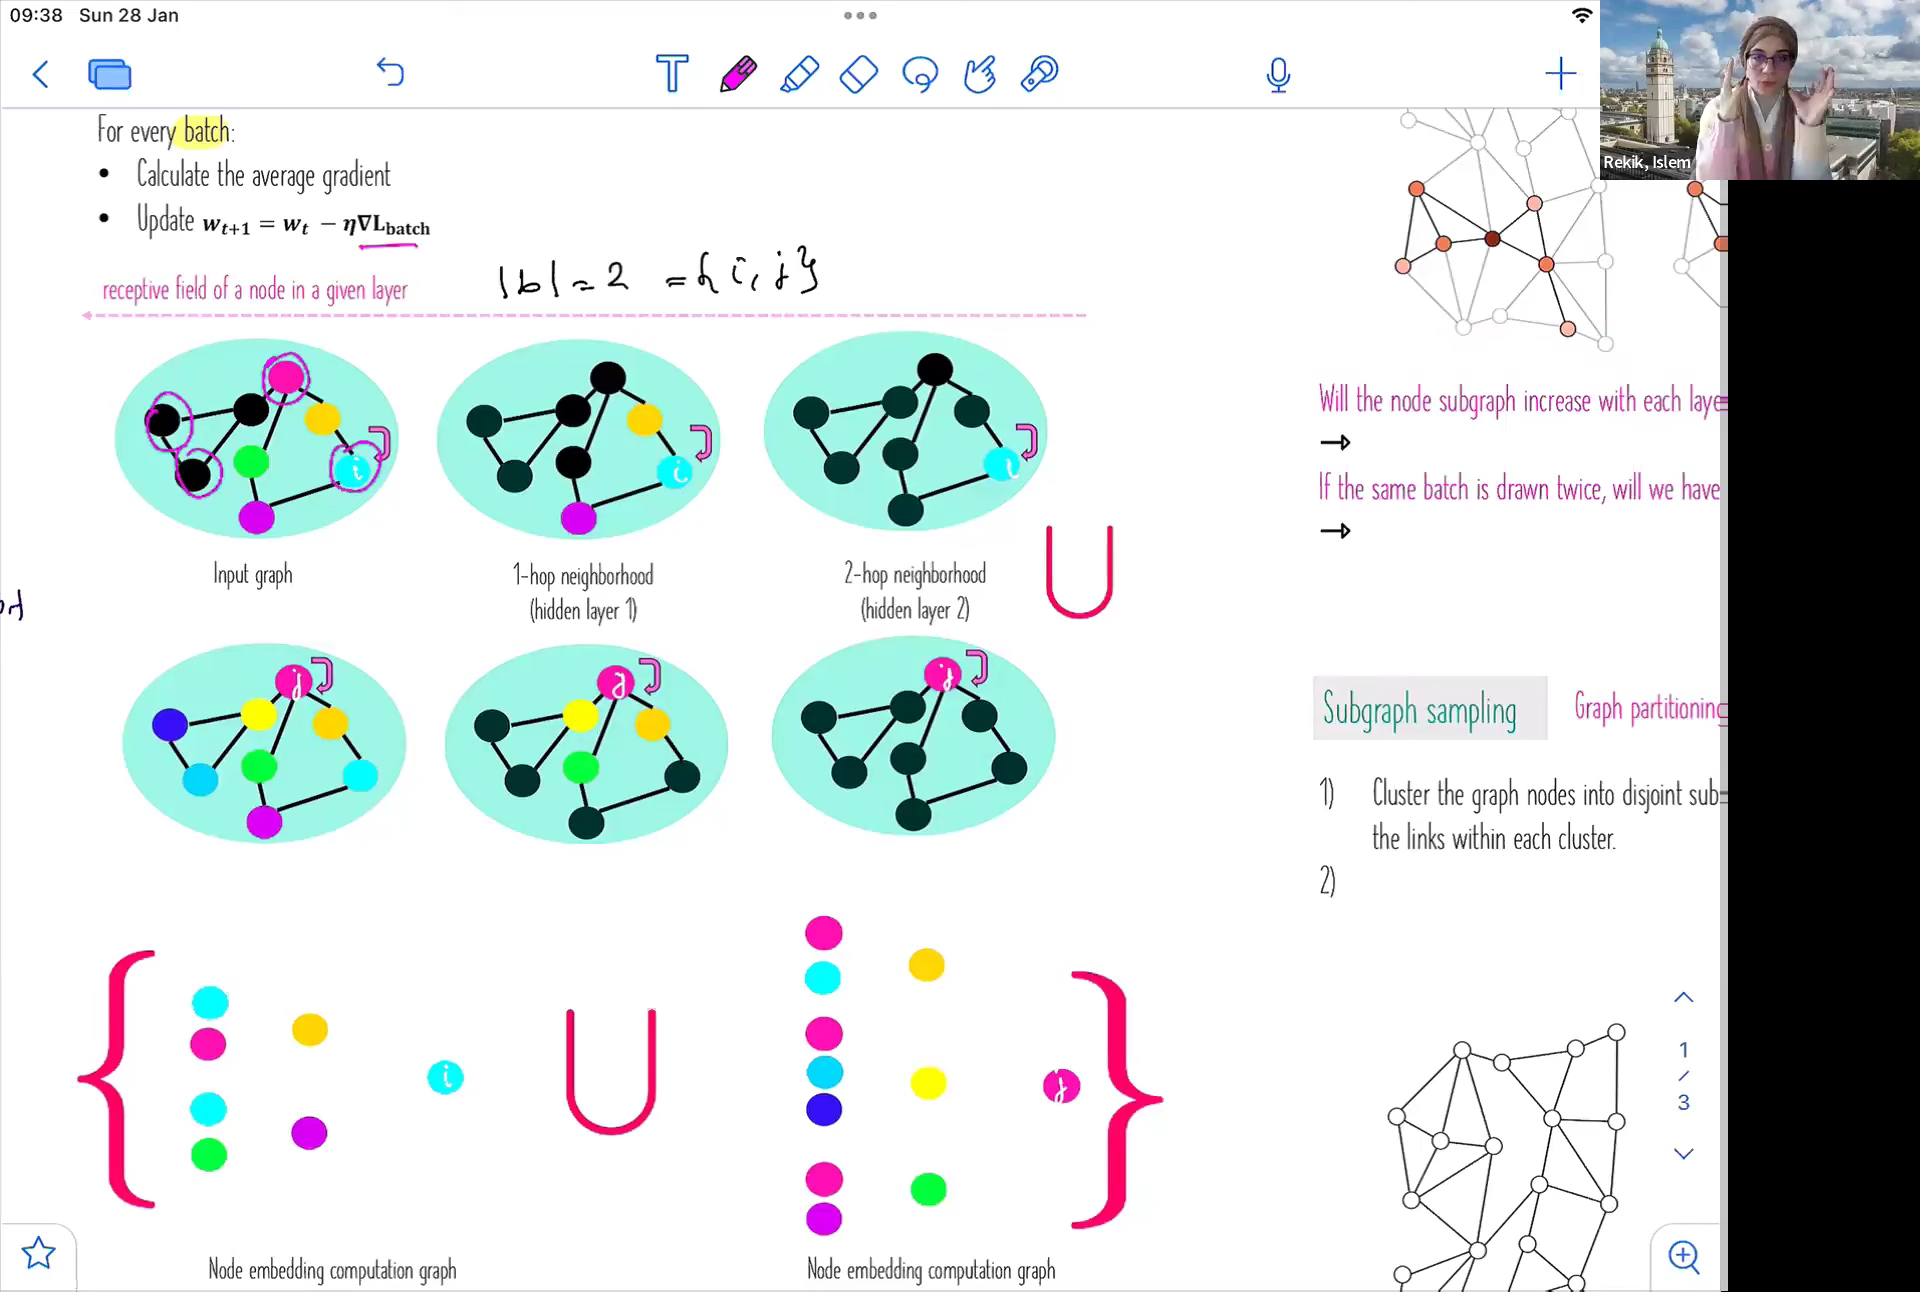 09:38 Sun 28 Jan
Rekik, Islem
For every batch:
• Calculate the average gradient
• Update w_{t+1} = w_t − η∇L_batch
receptive field of a node in a given layer
|b| = 2 = { i, j }
i
i
i
Input graph
1-hop neighborhood
(hidden layer 1)
2-hop neighborhood
(hidden layer 2)
j
j
j
i
j
Node embedding computation graph
Node embedding computation graph
Will the node subgraph increase with each laye
→
If the same batch is drawn twice, will we have
→
Subgraph sampling
Graph partitioning
1) Cluster the graph nodes into disjoint sub
the links within each cluster.
2)
1
/
3